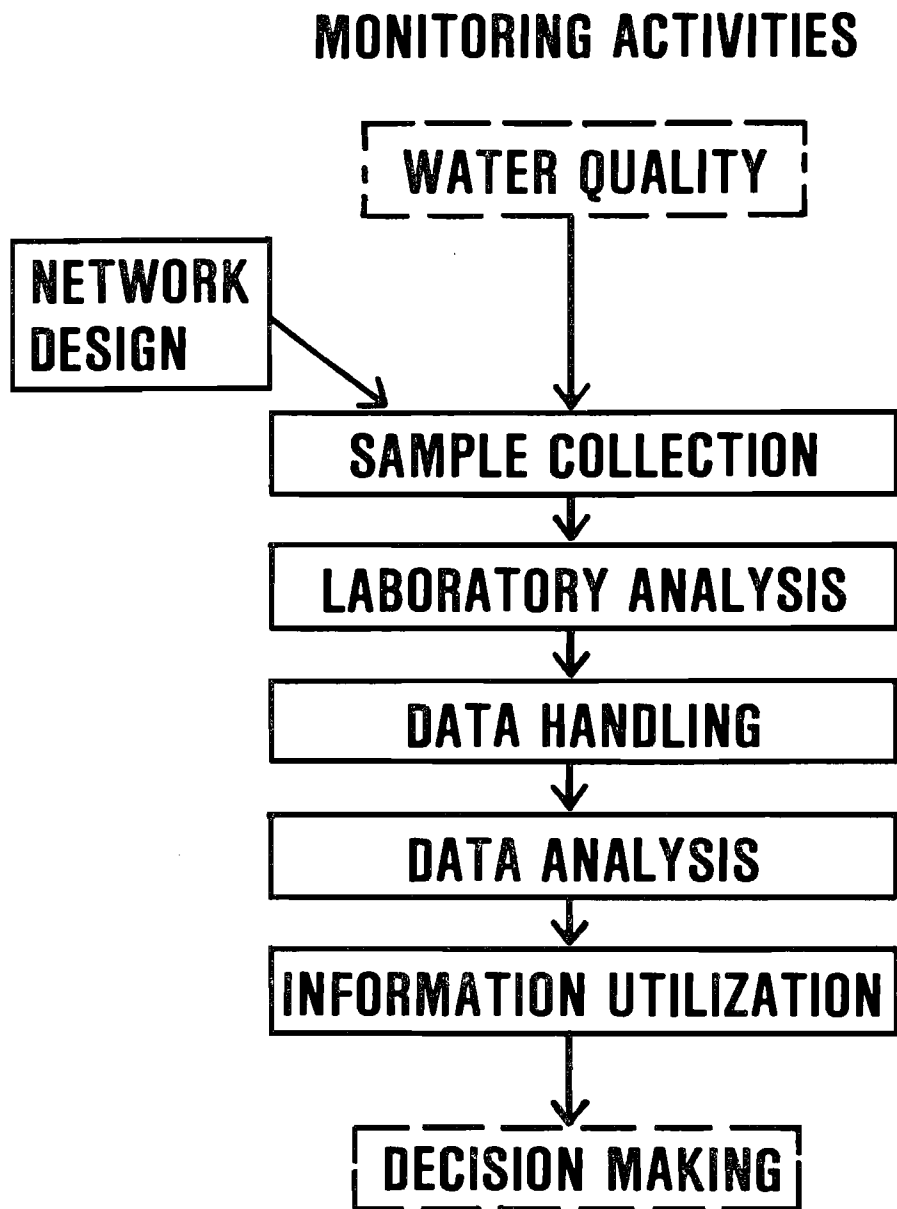 MONITORING ACTIVITIES
WATER QUALITY
NETWORK
DESIGN
SAMPLE COLLECTION
LABORATORY ANALYSIS
DATA HANDLING
DATA ANALYSIS
INFORMATION UTILIZATION
DECISION MAKING